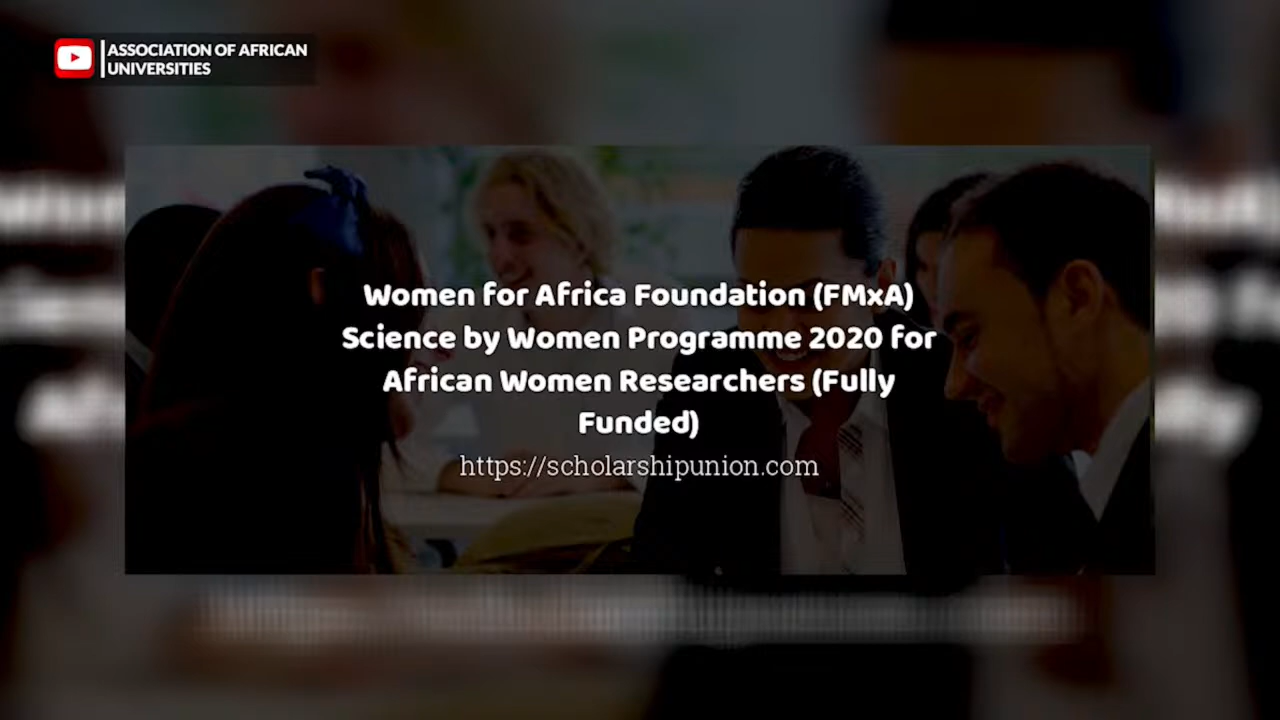 ASSOCIATION OF AFRICAN
UNIVERSITIES
Women for Africa Foundation (FMxA)
Science by Women Programme 2020 for
African Women Researchers (Fully
Funded)
https://scholarshipunion.com